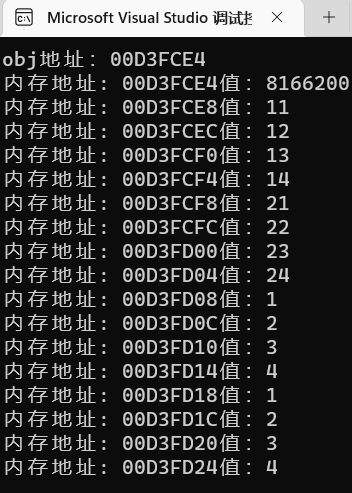 Microsoft Visual Studio 调试控
obj地址：00D3FCE4
内存地址：00D3FCE4值：8166200
内存地址：00D3FCE8值：11
内存地址：00D3FCEC值：12
内存地址：00D3FCF0值：13
内存地址：00D3FCF4值：14
内存地址：00D3FCF8值：21
内存地址：00D3FCFC值：22
内存地址：00D3FD00值：23
内存地址：00D3FD04值：24
内存地址：00D3FD08值：1
内存地址：00D3FD0C值：2
内存地址：00D3FD10值：3
内存地址：00D3FD14值：4
内存地址：00D3FD18值：1
内存地址：00D3FD1C值：2
内存地址：00D3FD20值：3
内存地址：00D3FD24值：4